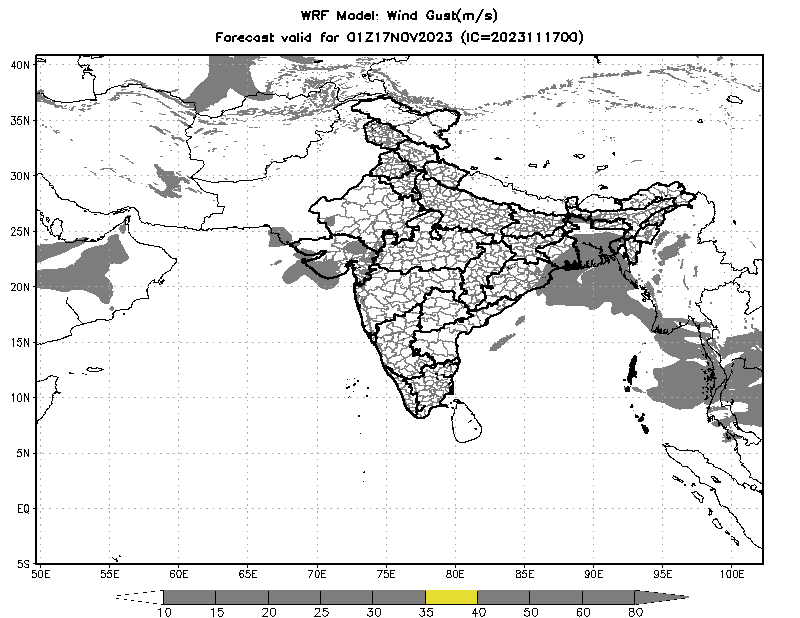 WRF Model: Wind Gust(m/s)
Forecast valid for 01Z17NOV2023 (IC=2023111700)
40N
35N
30N
25N
20N
15N
10N
5N
EQ
5S
50E 55E 60E 65E 70E 75E 80E 85E 90E 95E 100E
10 15 20 25 30 35 40 50 60 80